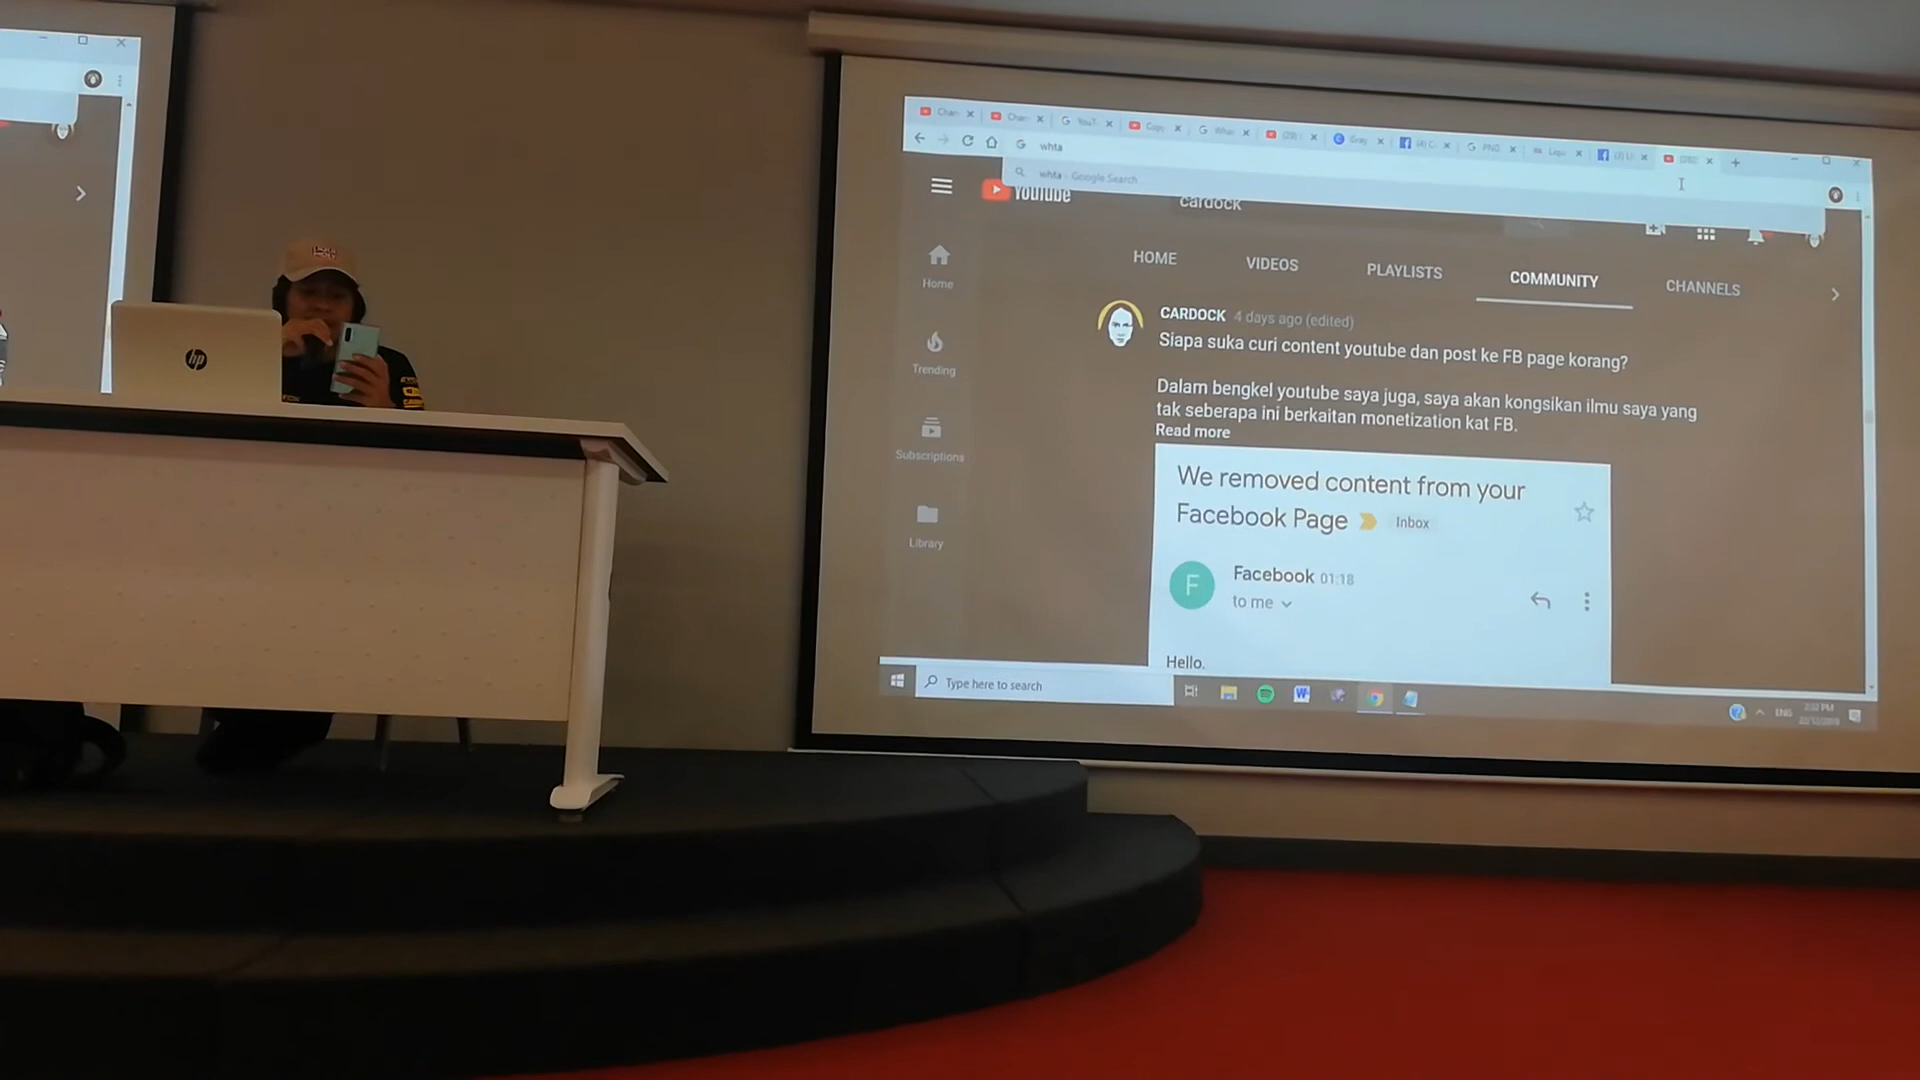 whta
whta - Google Search
YouTube
cardock
HOME VIDEOS PLAYLISTS COMMUNITY CHANNELS
Home
Trending
Subscriptions
Library
CARDOCK 4 days ago (edited)
Siapa suka curi content youtube dan post ke FB page korang?
Dalam bengkel youtube saya juga, saya akan kongsikan ilmu saya yang
tak seberapa ini berkaitan monetization kat FB.
Read more
We removed content from your
Facebook Page Inbox
F
Facebook 01:18
to me
Hello.
Type here to search
ENG
hp